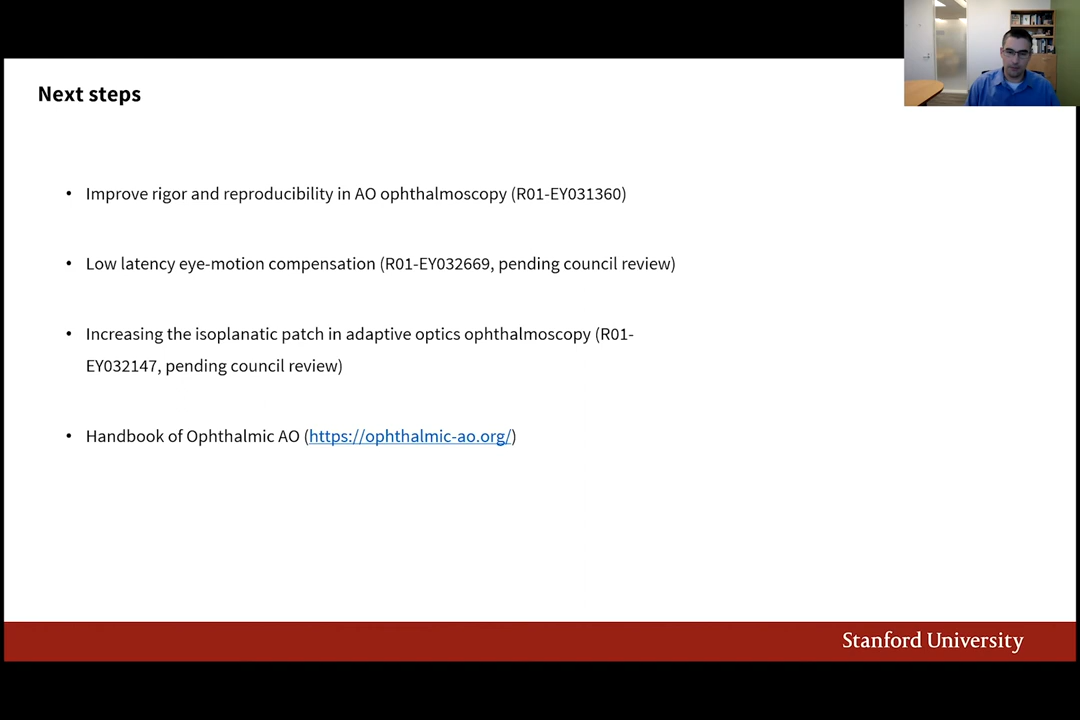 Next steps
• Improve rigor and reproducibility in AO ophthalmoscopy (R01-EY031360)
• Low latency eye-motion compensation (R01-EY032669, pending council review)
• Increasing the isoplanatic patch in adaptive optics ophthalmoscopy (R01-
EY032147, pending council review)
• Handbook of Ophthalmic AO (https://ophthalmic-ao.org/)
Stanford University